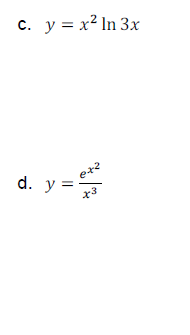 c. y = x² ln 3x
d. y = e^{x²}/x³